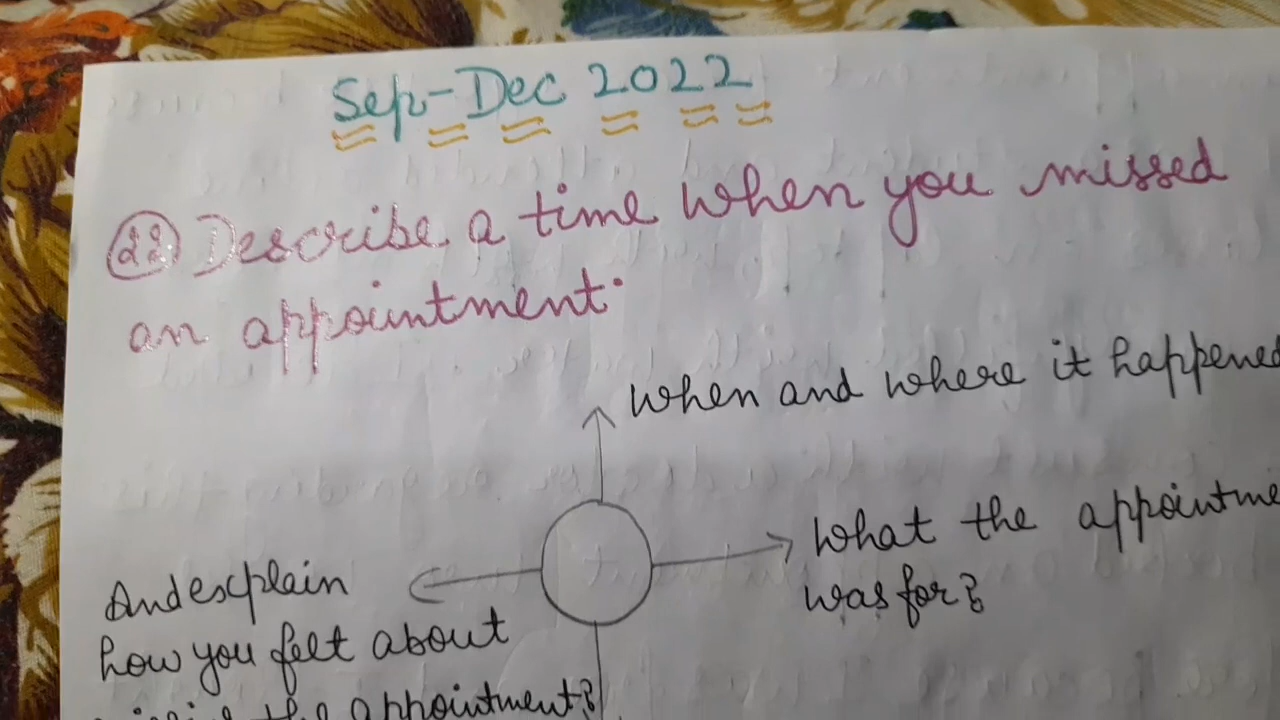 Sep-Dec 2022
22 Describe a time when you missed
an appointment.
When and where it happened
What the
was for?
And explain
how you felt about
the appointment?